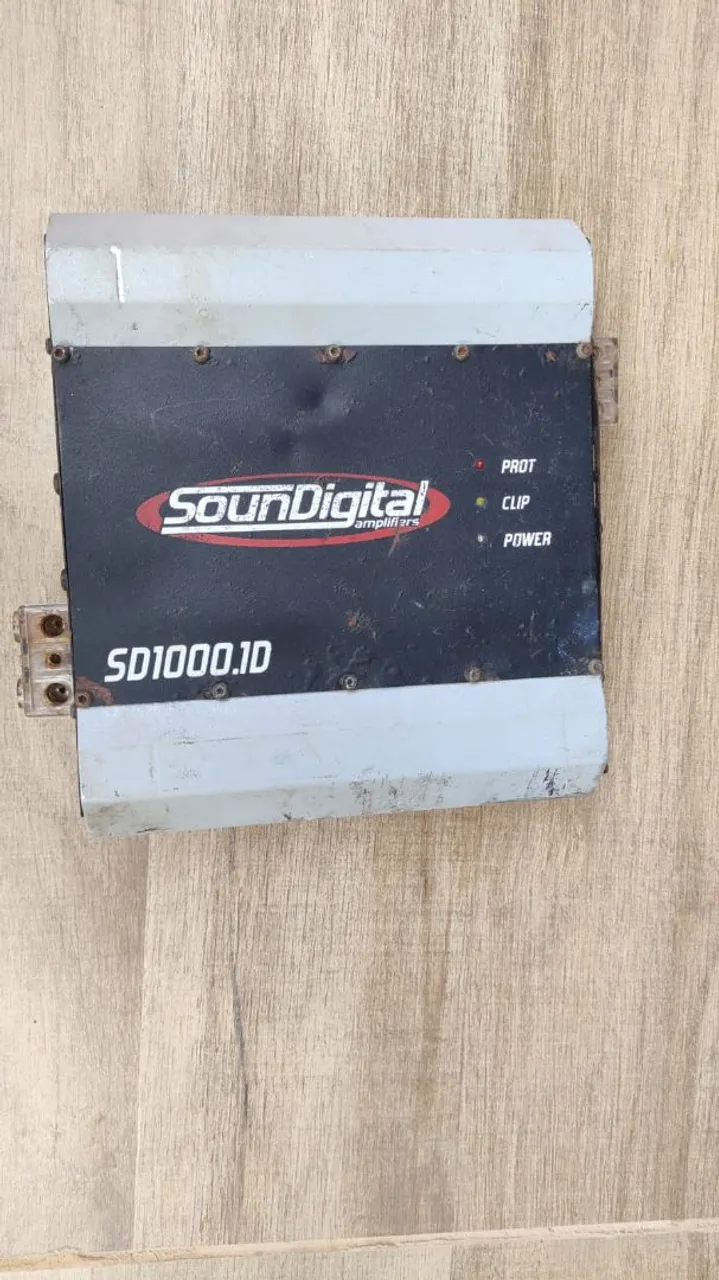 PROT
SounDigital
CLIP
amplifiers
POWER
SD1000.1D